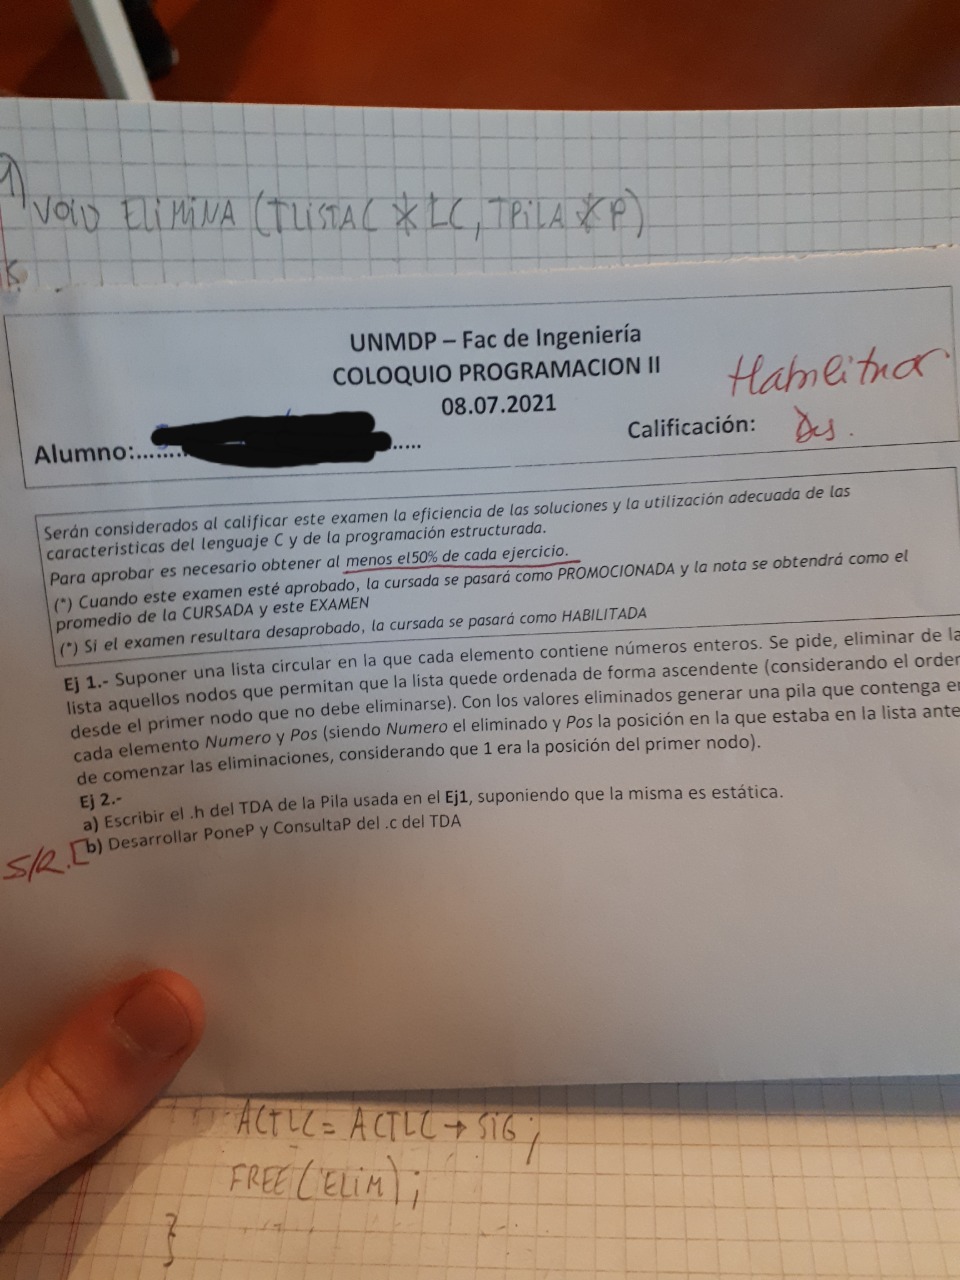 1)
VOID ELIMINA (TLISTAC *LC, TPILA *P)
UNMDP – Fac de Ingeniería
COLOQUIO PROGRAMACION II
08.07.2021
Habilitada
Alumno:......... .....
Calificación: Des.
Serán considerados al calificar este examen la eficiencia de las soluciones y la utilización adecuada de las
caracteristicas del lenguaje C y de la programación estructurada.
Para aprobar es necesario obtener al menos el50% de cada ejercicio.
(*) Cuando este examen esté aprobado, la cursada se pasará como PROMOCIONADA y la nota se obtendrá como el
promedio de la CURSADA y este EXAMEN
(*) Si el examen resultara desaprobado, la cursada se pasará como HABILITADA
Ej 1.- Suponer una lista circular en la que cada elemento contiene números enteros. Se pide, eliminar de la
lista aquellos nodos que permitan que la lista quede ordenada de forma ascendente (considerando el orden
desde el primer nodo que no debe eliminarse). Con los valores eliminados generar una pila que contenga en
cada elemento Numero y Pos (siendo Numero el eliminado y Pos la posición en la que estaba en la lista ante
de comenzar las eliminaciones, considerando que 1 era la posición del primer nodo).
Ej 2.-
a) Escribir el .h del TDA de la Pila usada en el Ej1, suponiendo que la misma es estática.
S/R. [b) Desarrollar PoneP y ConsultaP del .c del TDA
ACTLC = ACTLC → SIG;
FREE(ELIM);
}